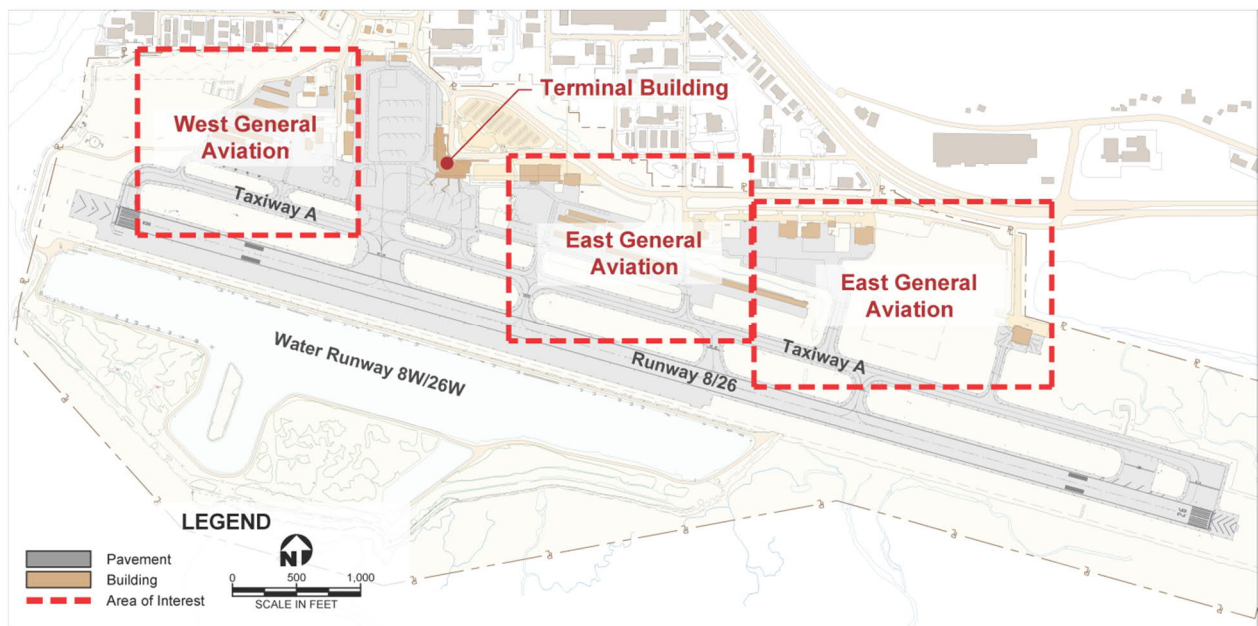 Terminal Building
West General
Aviation
Taxiway A
East General
Aviation
East General
Aviation
Water Runway 8W/26W
Runway 8/26
Taxiway A
26
LEGEND
N
Pavement
Building
Area of Interest
0 500 1,000
SCALE IN FEET